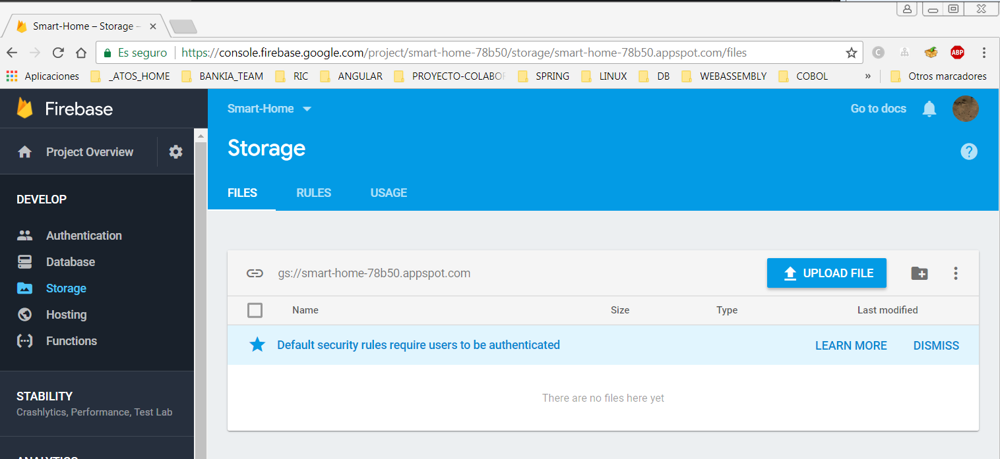 Smart-Home – Storage –
Es seguro https://console.firebase.google.com/project/smart-home-78b50/storage/smart-home-78b50.appspot.com/files
C ABP
Aplicaciones _ATOS_HOME BANKIA_TEAM RIC ANGULAR PROYECTO-COLABO SPRING LINUX DB WEBASSEMBLY COBOL » Otros marcadores
Firebase
Smart-Home
Go to docs
Project Overview
Storage
?
FILES RULES USAGE
DEVELOP
Authentication
Database
Storage
Hosting
Functions
STABILITY
Crashlytics, Performance, Test Lab
ANALYTICS
gs://smart-home-78b50.appspot.com
UPLOAD FILE
Name Size Type Last modified
Default security rules require users to be authenticated LEARN MORE DISMISS
There are no files here yet